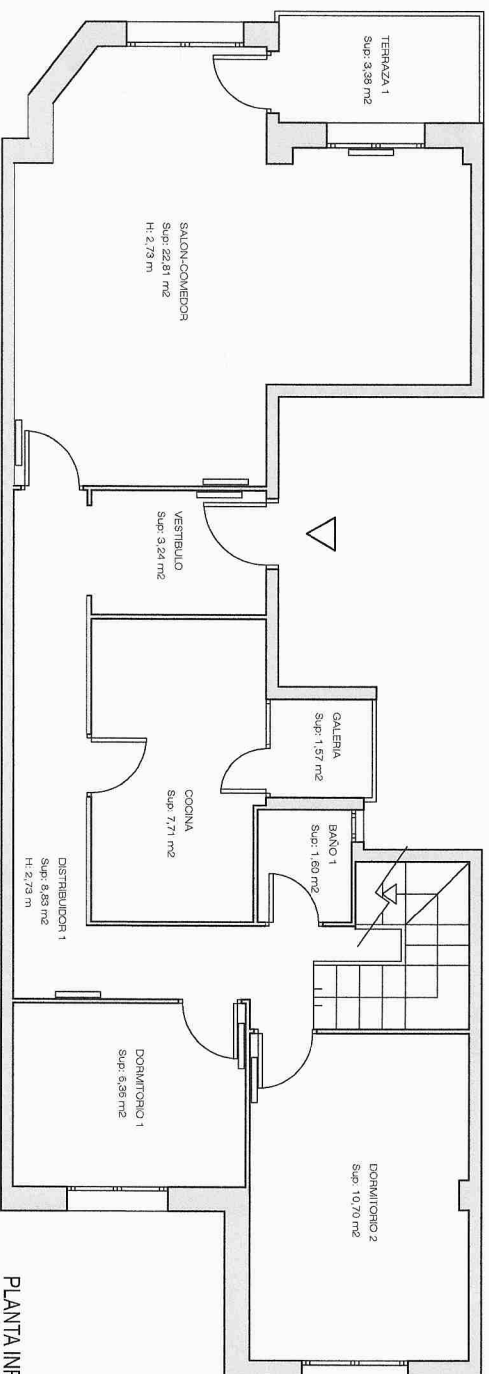 TERRAZA 1
Sup: 3,38 m2
SALON-COMEDOR
Sup: 22,81 m2
H: 2,73 m
VESTIBULO
Sup: 3,24 m2
GALERIA
Sup: 1,57 m2
COCINA
Sup: 7,71 m2
BAÑO 1
Sup: 1,60 m2
DISTRIBUIDOR 1
Sup: 8,83 m2
H: 2,73 m
DORMITORIO 1
Sup: 6,36 m2
DORMITORIO 2
Sup: 10,70 m2
PLANTA INF